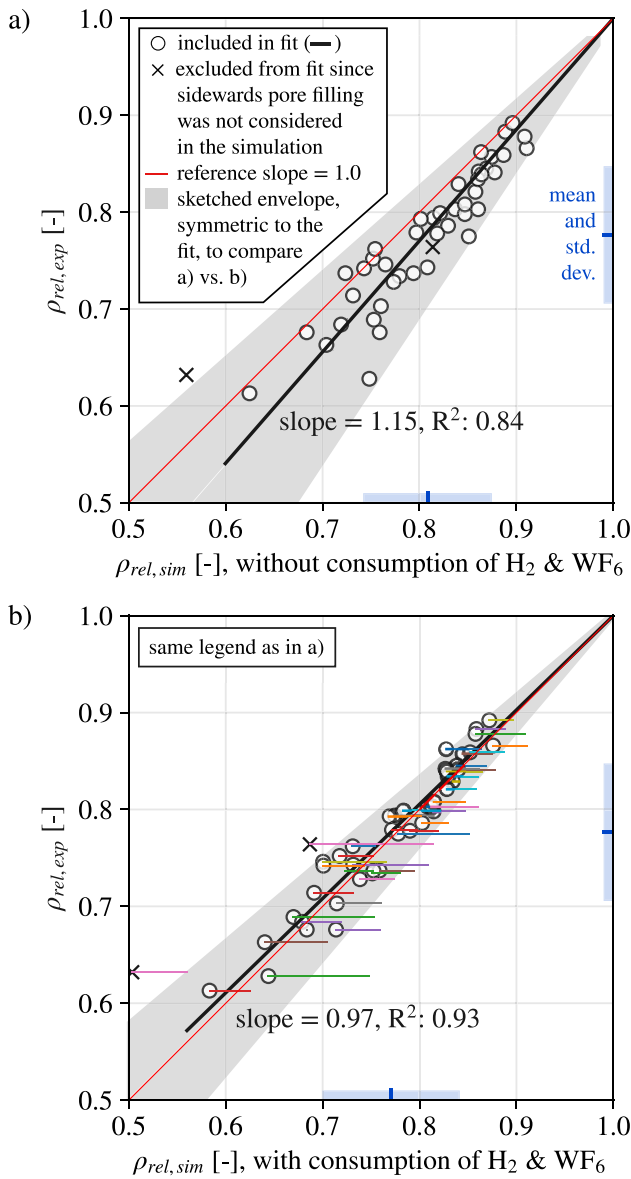 a)
1.0
included in fit (━)
excluded from fit since
sidewards pore filling
was not considered
in the simulation
reference slope = 1.0
sketched envelope,
symmetric to the
fit, to compare
a) vs. b)
0.9
0.8
0.7
0.6
0.5
ρrel,exp [-]
mean
and
std.
dev.
slope = 1.15, R²: 0.84
0.5 0.6 0.7 0.8 0.9 1.0
ρrel,sim [-], without consumption of H₂ & WF₆
b)
1.0
same legend as in a)
0.9
0.8
0.7
0.6
0.5
ρrel,exp [-]
slope = 0.97, R²: 0.93
0.5 0.6 0.7 0.8 0.9 1.0
ρrel,sim [-], with consumption of H₂ & WF₆